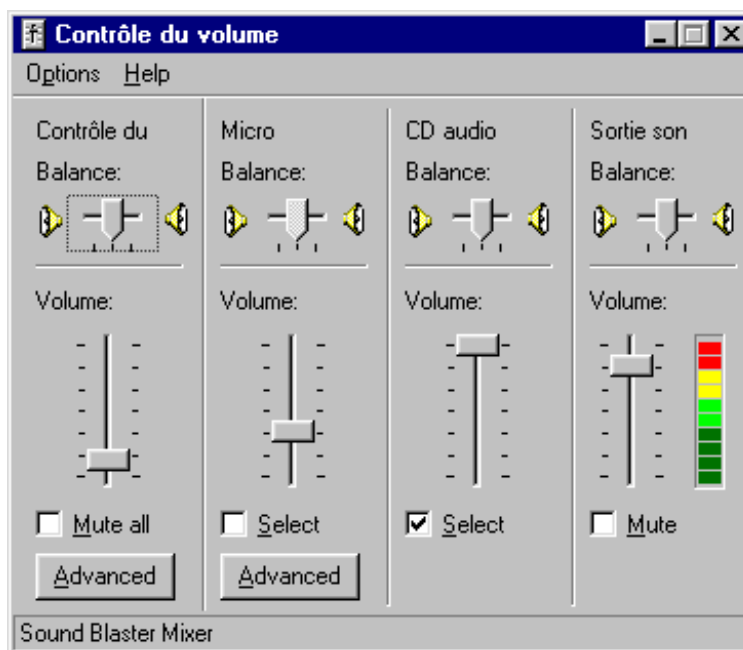 Contrôle du volume
Options Help
Contrôle du Micro CD audio Sortie son
Balance: Balance: Balance: Balance:
Volume: Volume: Volume: Volume:
Mute all Select Select Mute
Advanced Advanced
Sound Blaster Mixer